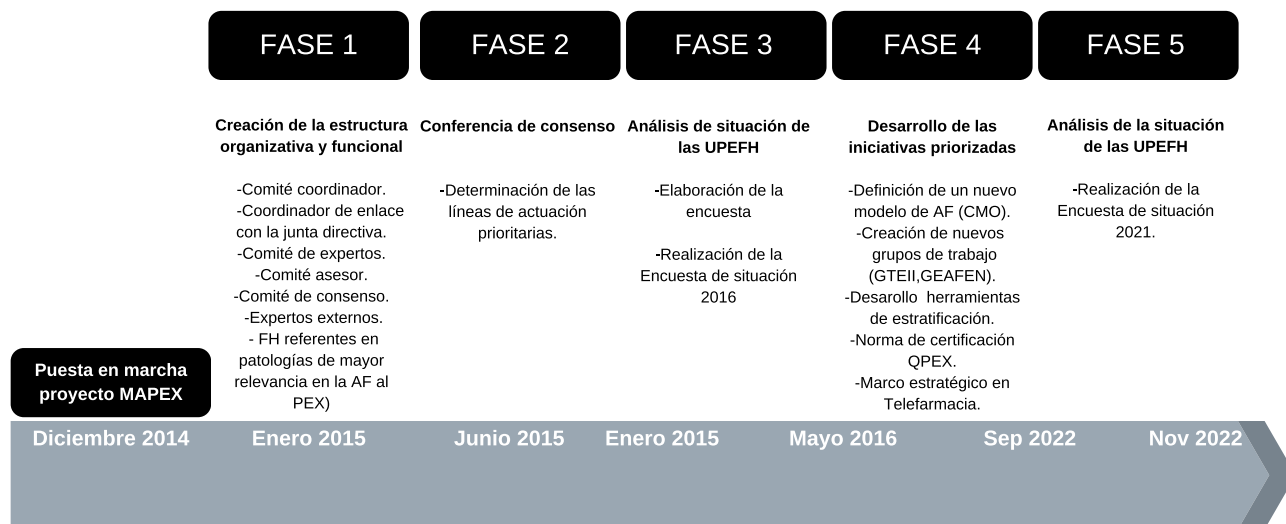 FASE 1
FASE 2
FASE 3
FASE 4
FASE 5
Creación de la estructura
organizativa y funcional
-Comité coordinador.
-Coordinador de enlace
con la junta directiva.
-Comité de expertos.
-Comité asesor.
-Comité de consenso.
-Expertos externos.
- FH referentes en
patologías de mayor
relevancia en la AF al
PEX)
Conferencia de consenso
-Determinación de las
líneas de actuación
prioritarias.
Análisis de situación de
las UPEFH
-Elaboración de la
encuesta
-Realización de la
Encuesta de situación
2016
Desarrollo de las
iniciativas priorizadas
-Definición de un nuevo
modelo de AF (CMO).
-Creación de nuevos
grupos de trabajo
(GTEII,GEAFEN).
-Desarollo herramientas
de estratificación.
-Norma de certificación
QPEX.
-Marco estratégico en
Telefarmacia.
Análisis de la situación
de las UPEFH
-Realización de la
Encuesta de situación
2021.
Puesta en marcha
proyecto MAPEX
Diciembre 2014
Enero 2015
Junio 2015
Enero 2015
Mayo 2016
Sep 2022
Nov 2022